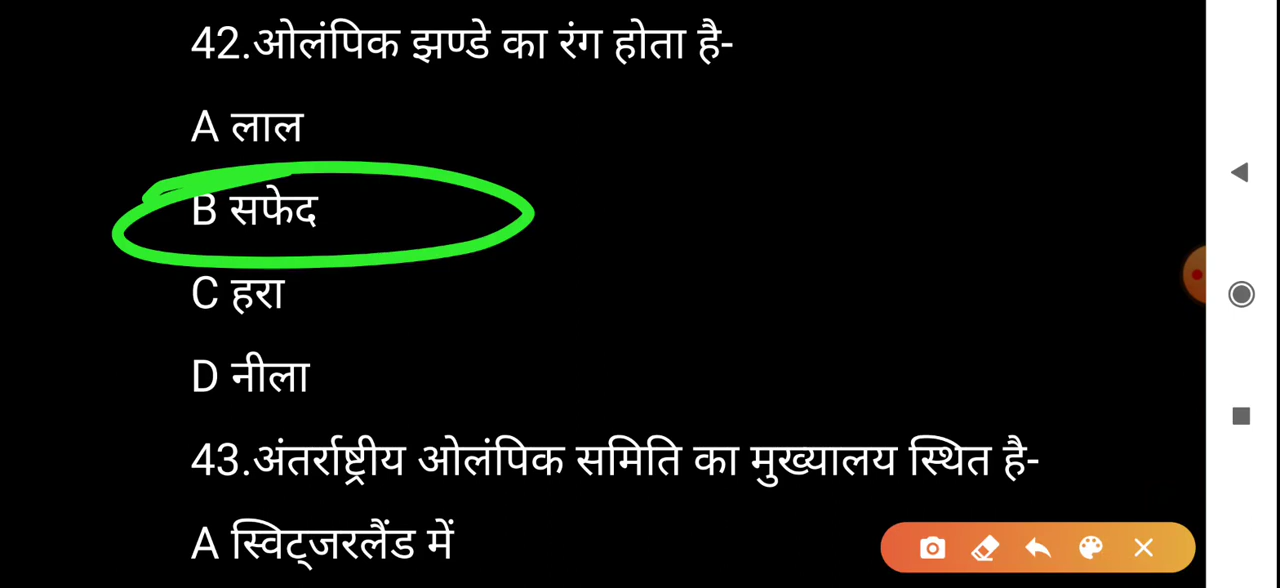 42.ओलंपिक झण्डे का रंग होता है-
A लाल
B सफेद
C हरा
D नीला
43.अंतर्राष्ट्रीय ओलंपिक समिति का मुख्यालय स्थित है-
A स्विट्जरलैंड में